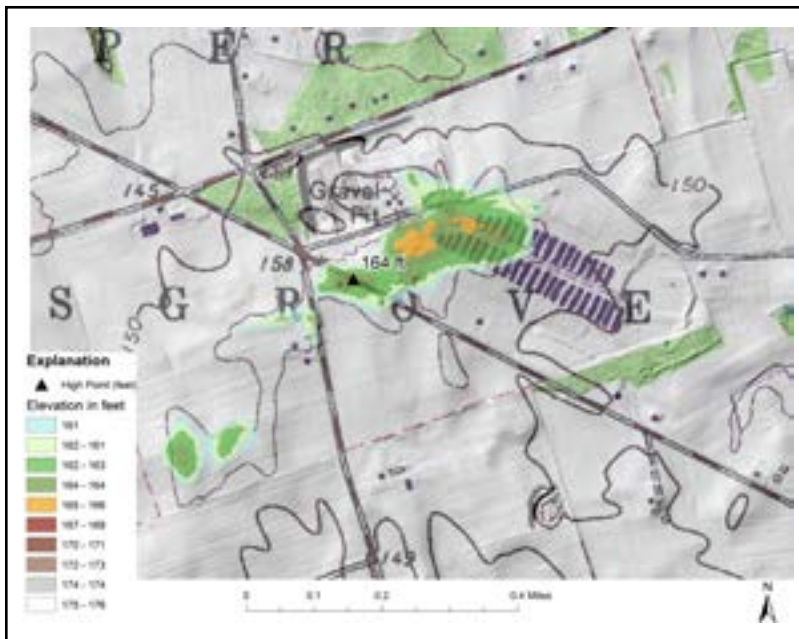 P E R
145
Gravel
Pit
150
158
164 ft
S G R O V E
150
Explanation
High Point (feet)
Elevation in feet
161
162 - 161
162 - 163
164 - 164
165 - 166
167 - 169
170 - 171
172 - 173
174 - 174
175 - 176
149
0 0.1 0.2 0.4 Miles
N